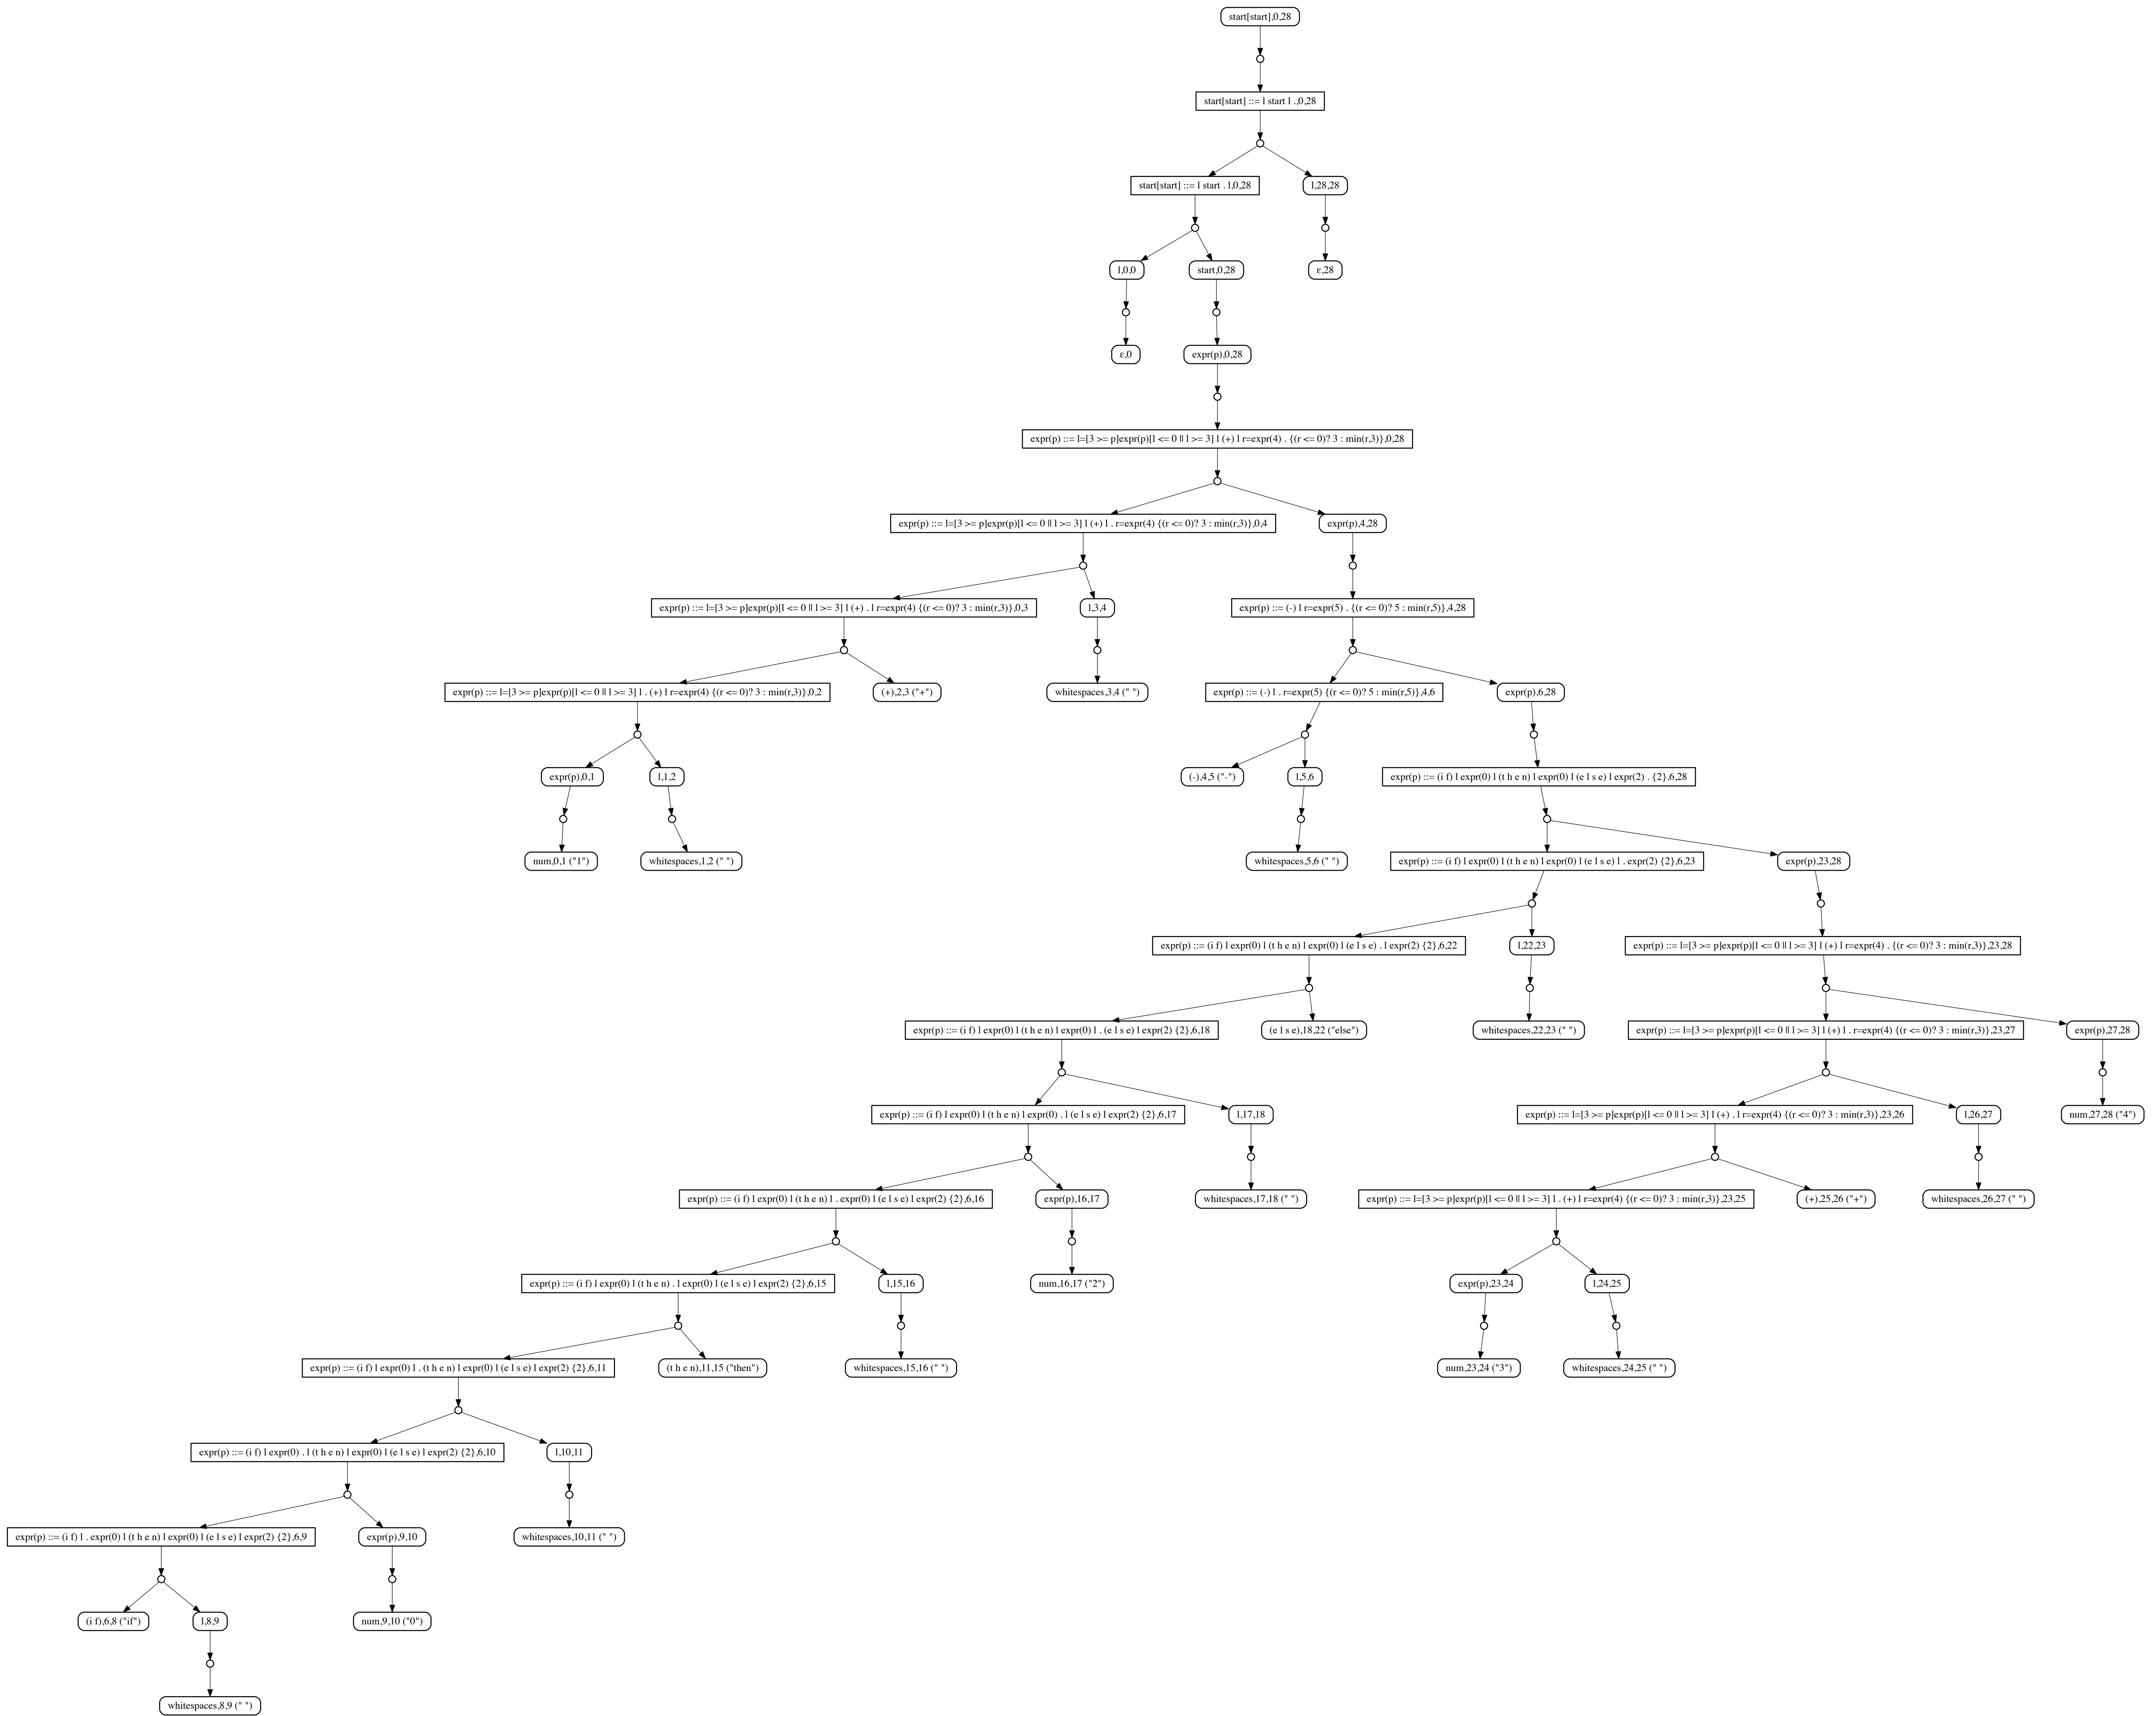 start[start],0,28
start[start] ::= l start l .,0,28
start[start] ::= l start . l,0,28
l,28,28
l,0,0
start,0,28
ε,28
ε,0
expr(p),0,28
expr(p) ::= l=[3 >= p]expr(p)[l <= 0 || l >= 3] l (+) l r=expr(4) . {(r <= 0)? 3 : min(r,3)},0,28
expr(p) ::= l=[3 >= p]expr(p)[l <= 0 || l >= 3] l (+) l . r=expr(4) {(r <= 0)? 3 : min(r,3)},0,4
expr(p),4,28
expr(p) ::= l=[3 >= p]expr(p)[l <= 0 || l >= 3] l (+) . l r=expr(4) {(r <= 0)? 3 : min(r,3)},0,3
l,3,4
expr(p) ::= (-) l r=expr(5) . {(r <= 0)? 5 : min(r,5)},4,28
expr(p) ::= l=[3 >= p]expr(p)[l <= 0 || l >= 3] l . (+) l r=expr(4) {(r <= 0)? 3 : min(r,3)},0,2
(+),2,3 ("+")
whitespaces,3,4 (" ")
expr(p) ::= (-) l . r=expr(5) {(r <= 0)? 5 : min(r,5)},4,6
expr(p),6,28
expr(p),0,1
l,1,2
(-),4,5 ("-")
l,5,6
expr(p) ::= (i f) l expr(0) l (t h e n) l expr(0) l (e l s e) l expr(2) . {2},6,28
num,0,1 ("1")
whitespaces,1,2 (" ")
whitespaces,5,6 (" ")
expr(p) ::= (i f) l expr(0) l (t h e n) l expr(0) l (e l s e) l . expr(2) {2},6,23
expr(p),23,28
expr(p) ::= (i f) l expr(0) l (t h e n) l expr(0) l (e l s e) . l expr(2) {2},6,22
l,22,23
expr(p) ::= l=[3 >= p]expr(p)[l <= 0 || l >= 3] l (+) l r=expr(4) . {(r <= 0)? 3 : min(r,3)},23,28
expr(p) ::= (i f) l expr(0) l (t h e n) l expr(0) l . (e l s e) l expr(2) {2},6,18
(e l s e),18,22 ("else")
whitespaces,22,23 (" ")
expr(p) ::= l=[3 >= p]expr(p)[l <= 0 || l >= 3] l (+) l . r=expr(4) {(r <= 0)? 3 : min(r,3)},23,27
expr(p),27,28
expr(p) ::= (i f) l expr(0) l (t h e n) l expr(0) . l (e l s e) l expr(2) {2},6,17
l,17,18
expr(p) ::= l=[3 >= p]expr(p)[l <= 0 || l >= 3] l (+) . l r=expr(4) {(r <= 0)? 3 : min(r,3)},23,26
l,26,27
num,27,28 ("4")
expr(p) ::= (i f) l expr(0) l (t h e n) l . expr(0) l (e l s e) l expr(2) {2},6,16
expr(p),16,17
whitespaces,17,18 (" ")
expr(p) ::= l=[3 >= p]expr(p)[l <= 0 || l >= 3] l . (+) l r=expr(4) {(r <= 0)? 3 : min(r,3)},23,25
(+),25,26 ("+")
whitespaces,26,27 (" ")
expr(p) ::= (i f) l expr(0) l (t h e n) . l expr(0) l (e l s e) l expr(2) {2},6,15
l,15,16
num,16,17 ("2")
expr(p),23,24
l,24,25
expr(p) ::= (i f) l expr(0) l . (t h e n) l expr(0) l (e l s e) l expr(2) {2},6,11
(t h e n),11,15 ("then")
whitespaces,15,16 (" ")
num,23,24 ("3")
whitespaces,24,25 (" ")
expr(p) ::= (i f) l expr(0) . l (t h e n) l expr(0) l (e l s e) l expr(2) {2},6,10
l,10,11
expr(p) ::= (i f) l . expr(0) l (t h e n) l expr(0) l (e l s e) l expr(2) {2},6,9
expr(p),9,10
whitespaces,10,11 (" ")
(i f),6,8 ("if")
l,8,9
num,9,10 ("0")
whitespaces,8,9 (" ")